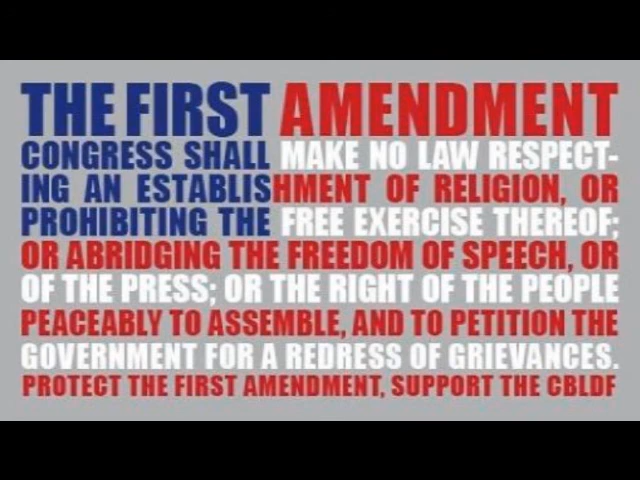 THE FIRST AMENDMENT
CONGRESS SHALL MAKE NO LAW RESPECT-
ING AN ESTABLISHMENT OF RELIGION, OR
PROHIBITING THE FREE EXERCISE THEREOF;
OR ABRIDGING THE FREEDOM OF SPEECH, OR
OF THE PRESS; OR THE RIGHT OF THE PEOPLE
PEACEABLY TO ASSEMBLE, AND TO PETITION THE
GOVERNMENT FOR A REDRESS OF GRIEVANCES.
PROTECT THE FIRST AMENDMENT, SUPPORT THE CBLDF